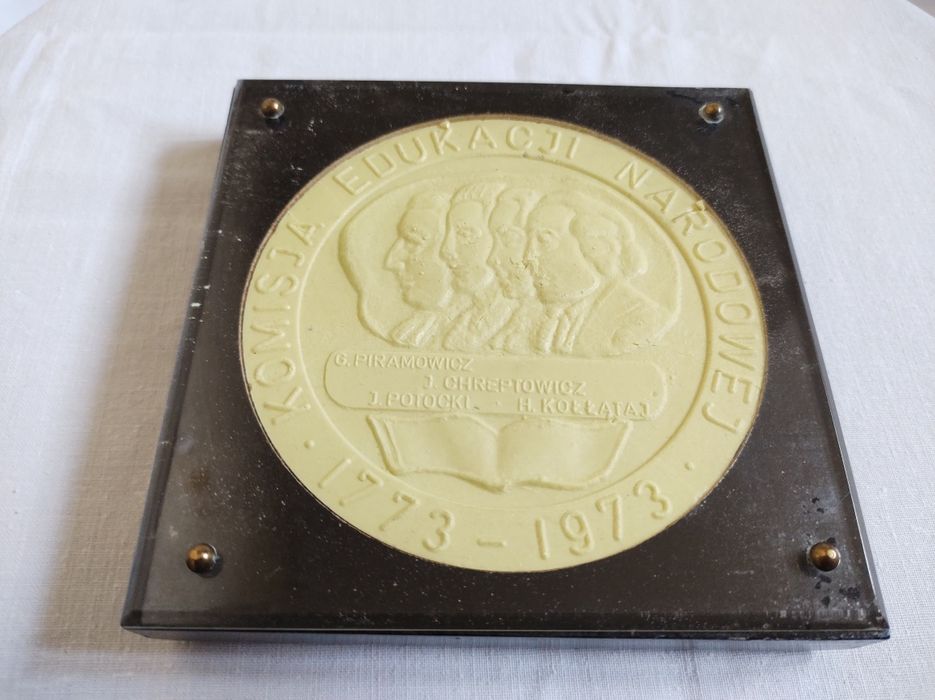 KOMISJA EDUKACJI NARODOWEJ
G. PIRAMOWICZ
J. CHREPTOWICZ
J. POTOCKI · H. KOŁŁĄTAJ
· 1773 – 1973 ·